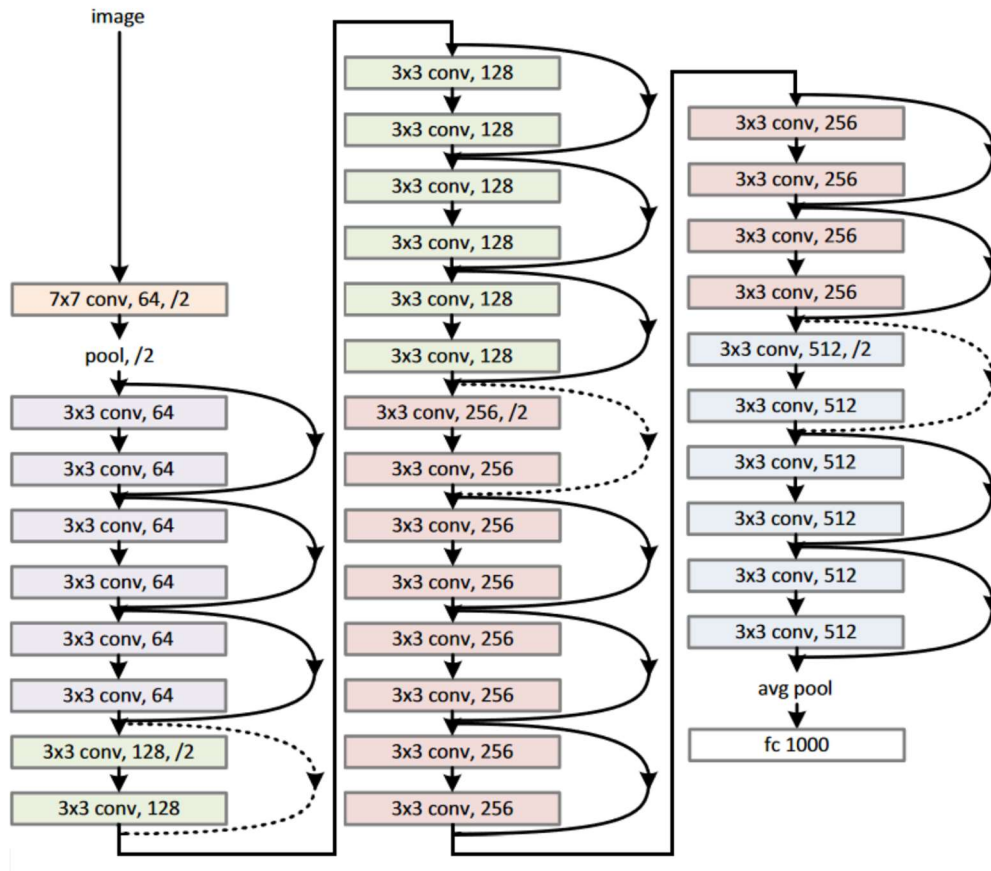 image
7x7 conv, 64, /2
pool, /2
3x3 conv, 64
3x3 conv, 64
3x3 conv, 64
3x3 conv, 64
3x3 conv, 64
3x3 conv, 64
3x3 conv, 128, /2
3x3 conv, 128
3x3 conv, 128
3x3 conv, 128
3x3 conv, 128
3x3 conv, 128
3x3 conv, 128
3x3 conv, 128
3x3 conv, 256, /2
3x3 conv, 256
3x3 conv, 256
3x3 conv, 256
3x3 conv, 256
3x3 conv, 256
3x3 conv, 256
3x3 conv, 256
3x3 conv, 256
3x3 conv, 256
3x3 conv, 256
3x3 conv, 256
3x3 conv, 512, /2
3x3 conv, 512
3x3 conv, 512
3x3 conv, 512
3x3 conv, 512
3x3 conv, 512
avg pool
fc 1000